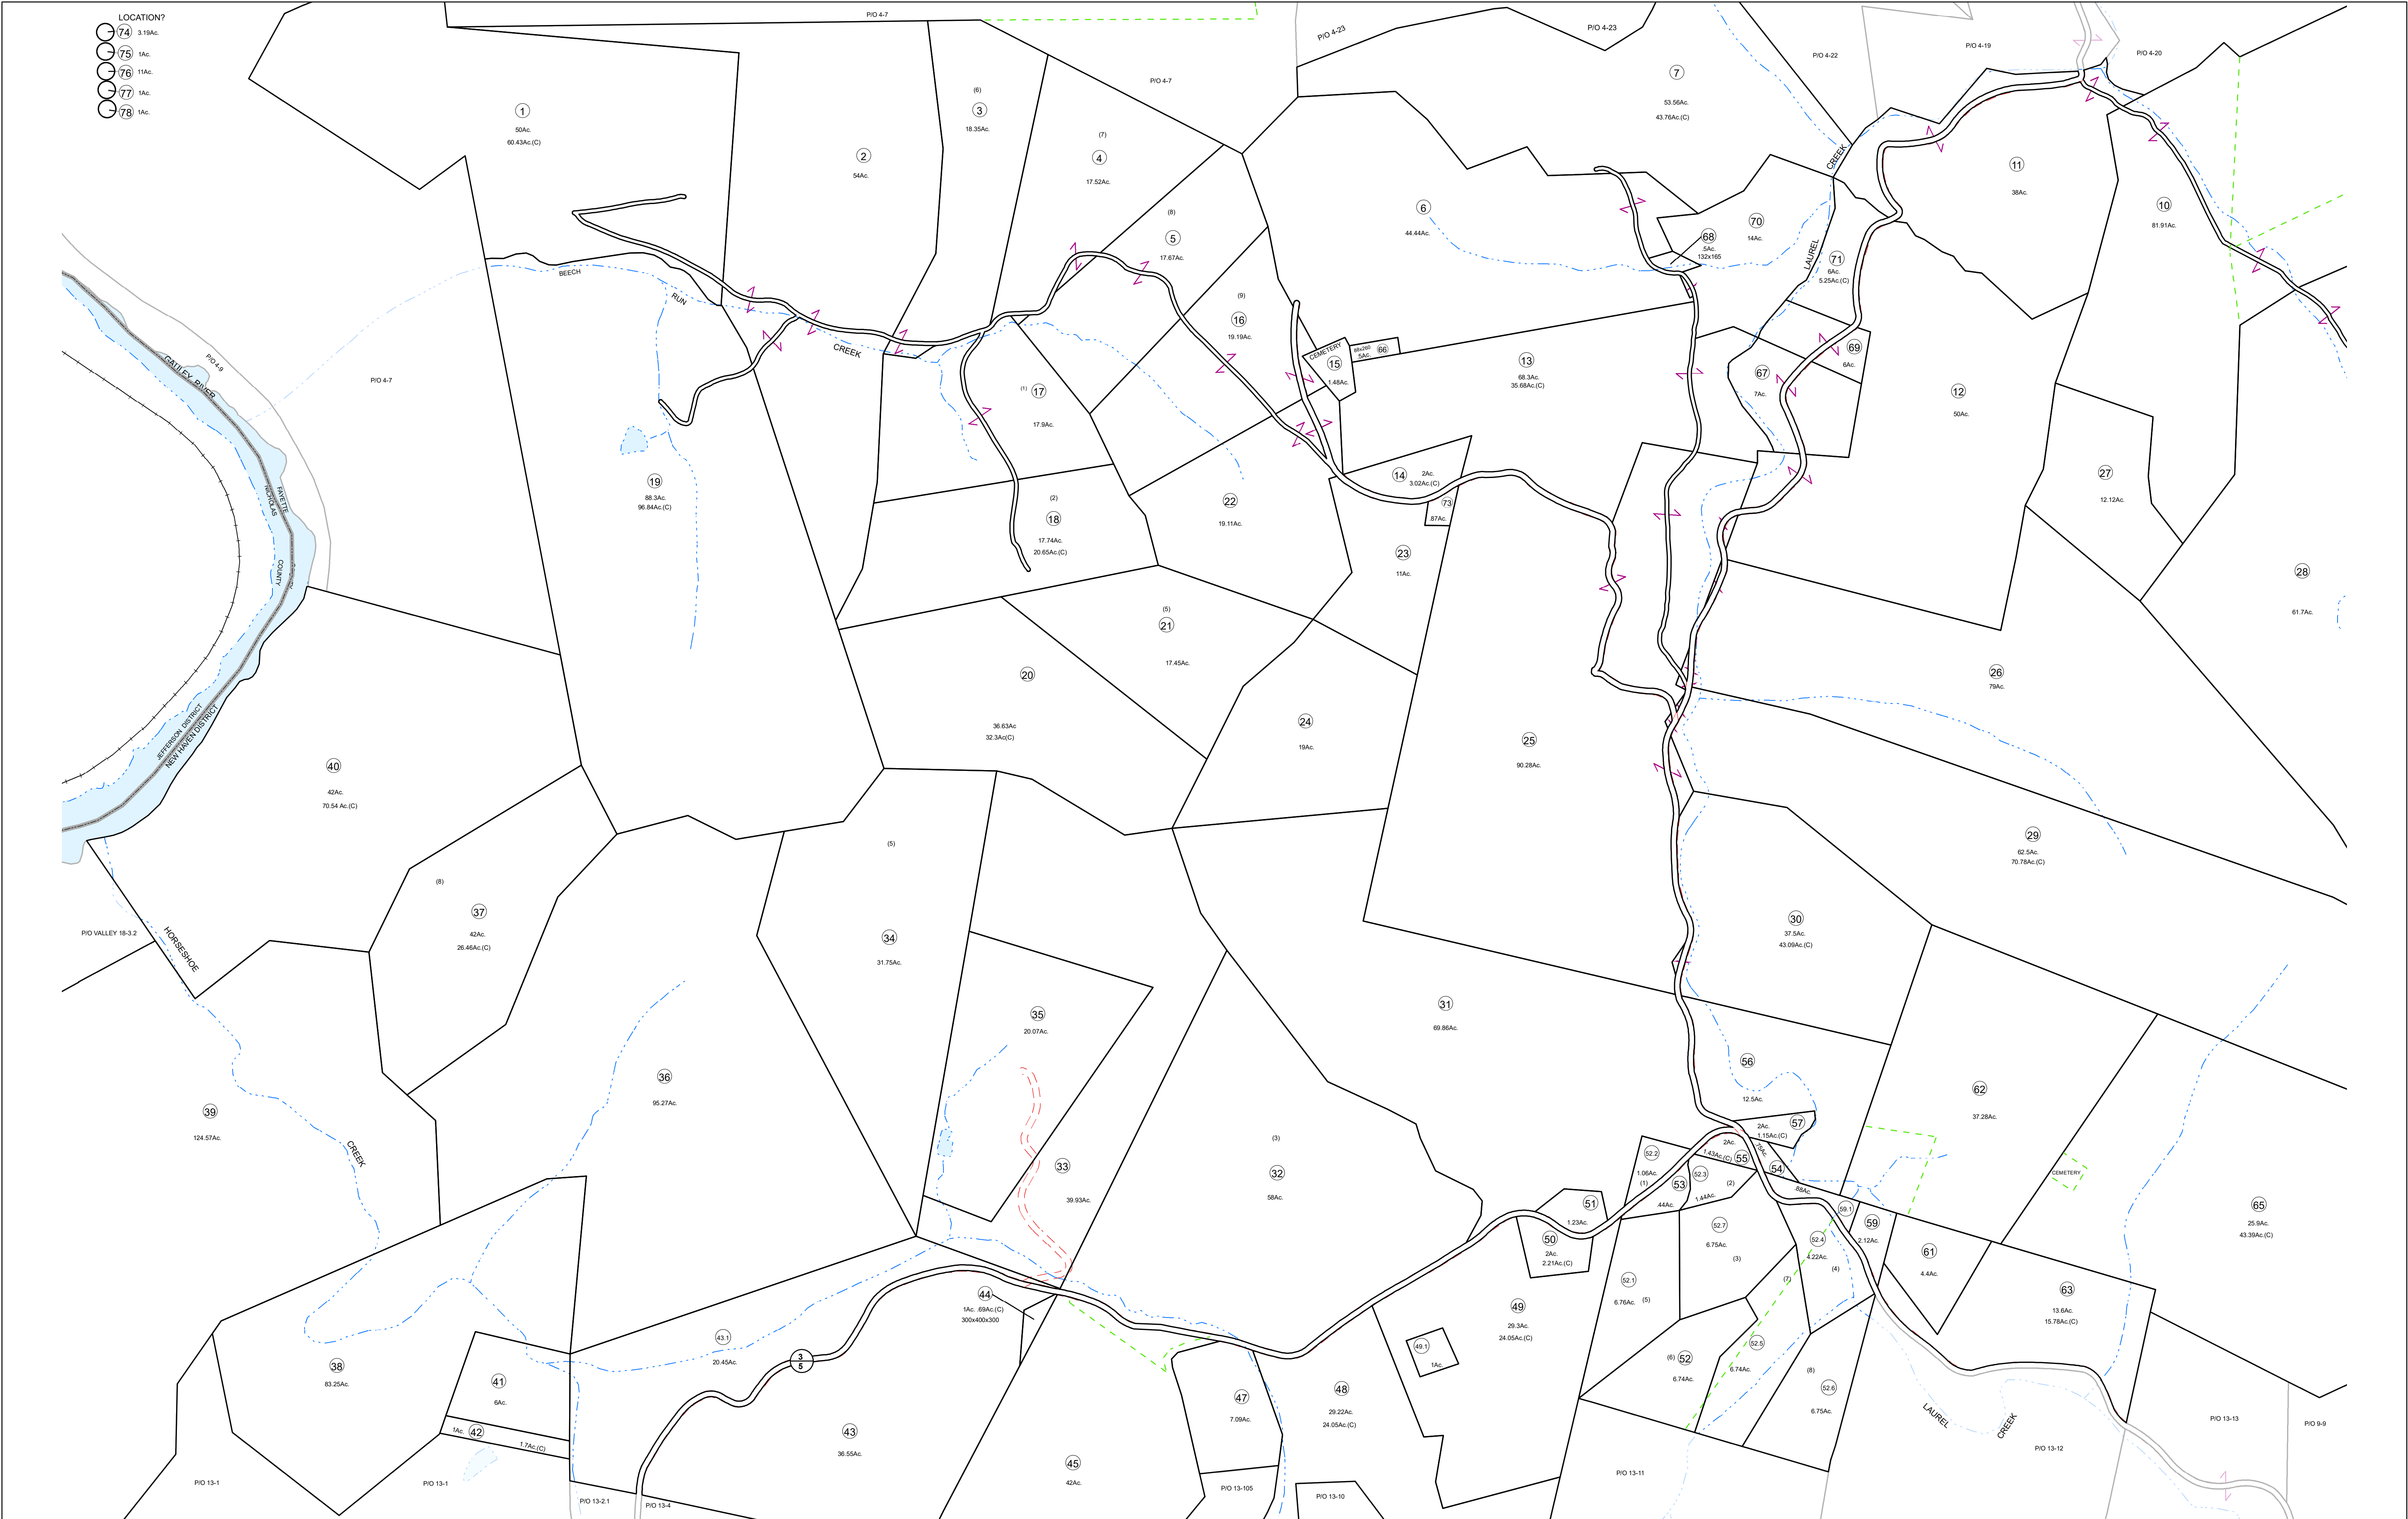 LOCATION?
74 3.19Ac.
75 1Ac.
76 11Ac.
77 1Ac.
78 1Ac.
P/O 4-7
P/O 4-7
P/O 4-23
P/O 4-23
P/O 4-22
P/O 4-19
P/O 4-20
1
50Ac.
60.43Ac.(C)
2
54Ac.
(6)
3
18.35Ac.
(7)
4
17.52Ac.
(8)
5
17.67Ac.
6
44.44Ac.
7
53.56Ac.
43.76Ac.(C)
CREEK
LAUREL
70
14Ac.
68
.5Ac.
132x165
71
6Ac.
5.25Ac.(C)
11
38Ac.
10
81.91Ac.
BEECH
RUN
CREEK
P/O 4-9
GAULEY RIVER
P/O 4-7
(9)
16
19.19Ac.
CEMETERY
15
1.48Ac.
88x260
.5Ac.
66
13
68.3Ac.
35.68Ac.(C)
69
6Ac.
67
7Ac.
12
50Ac.
27
12.12Ac.
28
61.7Ac.
(1)
17
17.9Ac.
(2)
18
17.74Ac.
20.65Ac.(C)
19
88.3Ac.
96.84Ac.(C)
22
19.11Ac.
14
2Ac.
3.02Ac.(C)
73
.87Ac.
23
11Ac.
FAYETTE
NICHOLAS
COUNTY
COUNTY
JEFFERSON DISTRICT
NEW HAVEN DISTRICT
(5)
21
17.45Ac.
20
36.63Ac
32.3Ac(C)
24
19Ac.
25
90.28Ac.
26
79Ac.
29
62.5Ac.
70.78Ac.(C)
40
42Ac.
70.54 Ac.(C)
(8)
37
42Ac.
26.46Ac.(C)
(5)
34
31.75Ac.
30
37.5Ac.
43.09Ac.(C)
P/O VALLEY 18-3.2
HORSESHOE
CREEK
39
124.57Ac.
36
95.27Ac.
35
20.07Ac.
33
39.93Ac.
31
69.86Ac.
(3)
32
58Ac.
56
12.5Ac.
57
2Ac.
1.15Ac.(C)
62
37.28Ac.
CEMETERY
65
25.9Ac.
43.39Ac.(C)
2Ac.
1.43Ac.(C)
55
.75Ac.
54
.88Ac.
52.2
1.06Ac.
(1)
53
.44Ac.
52.3
(2)
1.44Ac.
51
1.23Ac.
50
2Ac.
2.21Ac.(C)
52.7
6.75Ac.
(3)
52.4
4.22Ac.
(4)
59.1
59
2.12Ac.
61
4.4Ac.
63
13.6Ac.
15.78Ac.(C)
52.1
6.76Ac. (5)
(7)
52.5
6.74Ac.
(6)
52
6.74Ac.
(8)
52.6
6.75Ac.
49
29.3Ac.
24.05Ac.(C)
49.1
1Ac.
44
1Ac. .69Ac.(C)
300x400x300
43.1
20.45Ac.
3
5
38
83.25Ac.
41
6Ac.
1Ac.
42
1.7Ac.(C)
43
36.55Ac.
45
42Ac.
47
7.09Ac.
48
29.22Ac.
24.05Ac.(C)
LAUREL
CREEK
P/O 13-1
P/O 13-1
P/O 13-2.1
P/O 13-4
P/O 13-105
P/O 13-10
P/O 13-11
P/O 13-12
P/O 13-13
P/O 9-9